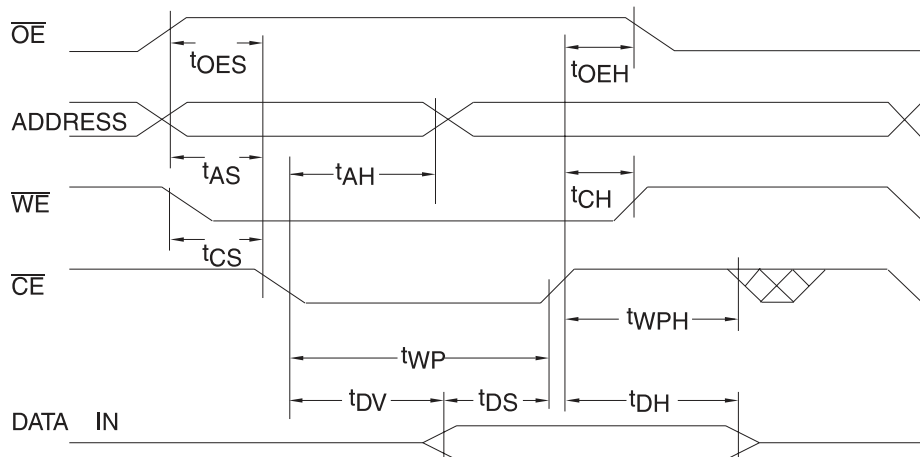 OE
tOES
tOEH
ADDRESS
tAS
tAH
tCH
WE
tCS
CE
tWPH
tWP
tDV
tDS
tDH
DATA IN